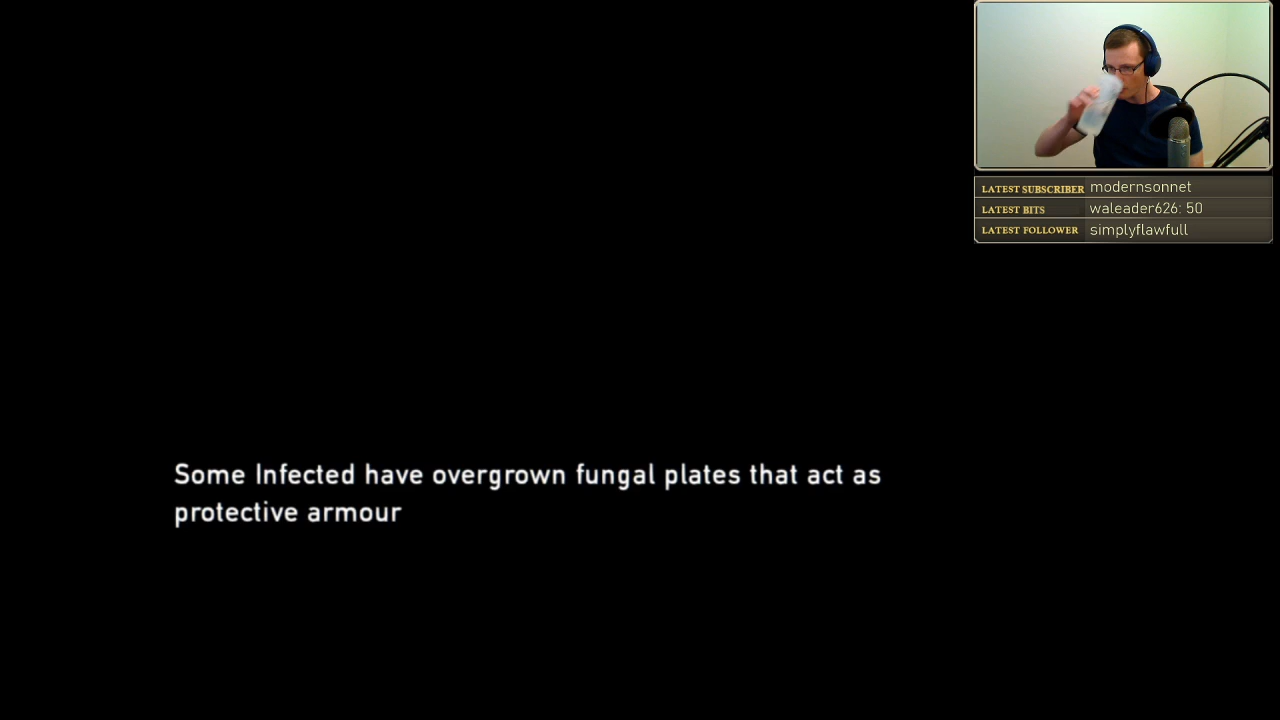 LATEST SUBSCRIBER modernsonnet
LATEST BITS waleader626: 50
LATEST FOLLOWER simplyflawfull
Some Infected have overgrown fungal plates that act as
protective armour